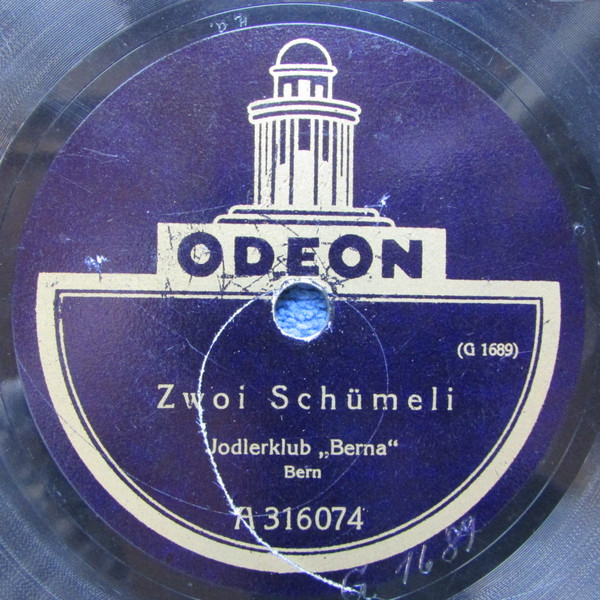 H. a.
ODEON
(G 1689)
Zwoi Schümeli
Jodlerklub „Berna“
Bern
A 316074
G. 1689